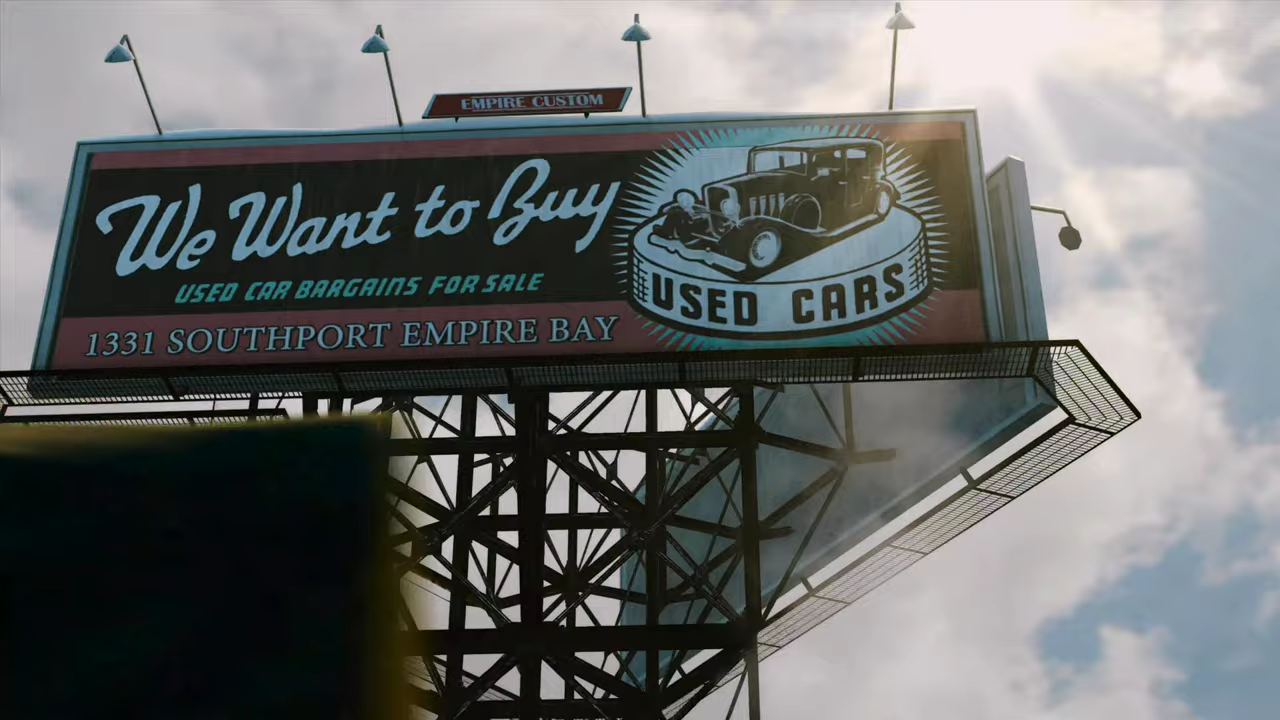 EMPIRE CUSTOM
We Want to Buy
USED CAR BARGAINS FOR SALE
1331 SOUTHPORT EMPIRE BAY
USED CARS